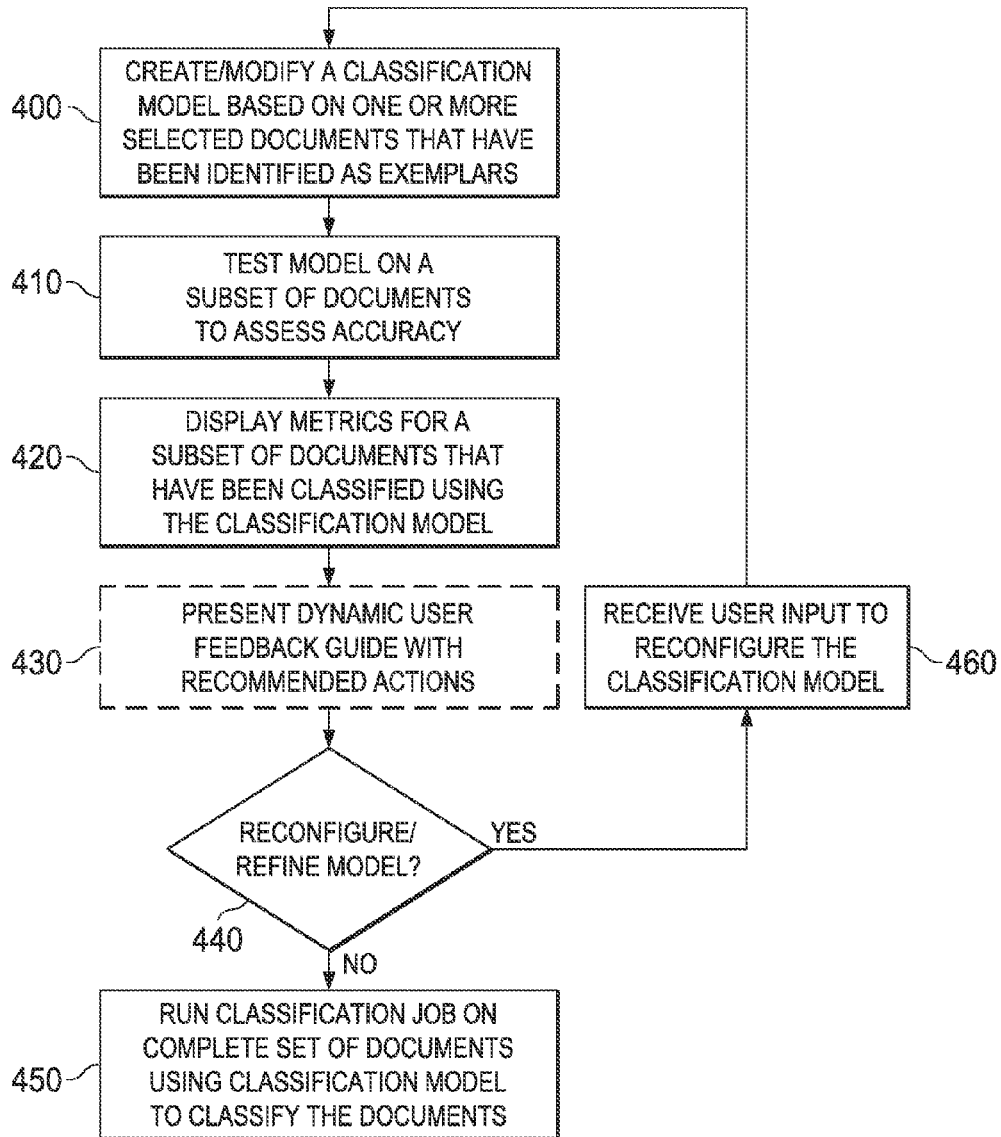 400
CREATE/MODIFY A CLASSIFICATION
MODEL BASED ON ONE OR MORE
SELECTED DOCUMENTS THAT HAVE
BEEN IDENTIFIED AS EXEMPLARS
410
TEST MODEL ON A
SUBSET OF DOCUMENTS
TO ASSESS ACCURACY
420
DISPLAY METRICS FOR A
SUBSET OF DOCUMENTS THAT
HAVE BEEN CLASSIFIED USING
THE CLASSIFICATION MODEL
430
PRESENT DYNAMIC USER
FEEDBACK GUIDE WITH
RECOMMENDED ACTIONS
RECEIVE USER INPUT TO
RECONFIGURE THE
CLASSIFICATION MODEL
460
RECONFIGURE/
REFINE MODEL?
YES
440
NO
450
RUN CLASSIFICATION JOB ON
COMPLETE SET OF DOCUMENTS
USING CLASSIFICATION MODEL
TO CLASSIFY THE DOCUMENTS